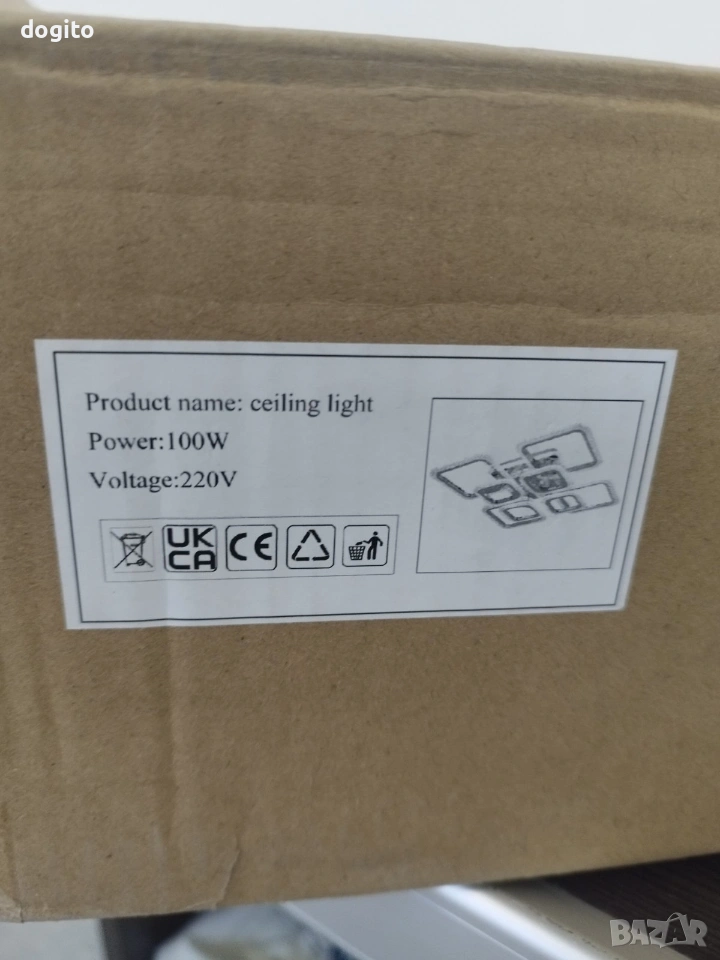 dogito
Product name: ceiling light
Power:100W
Voltage:220V
UK
CA
CE
BAZAR